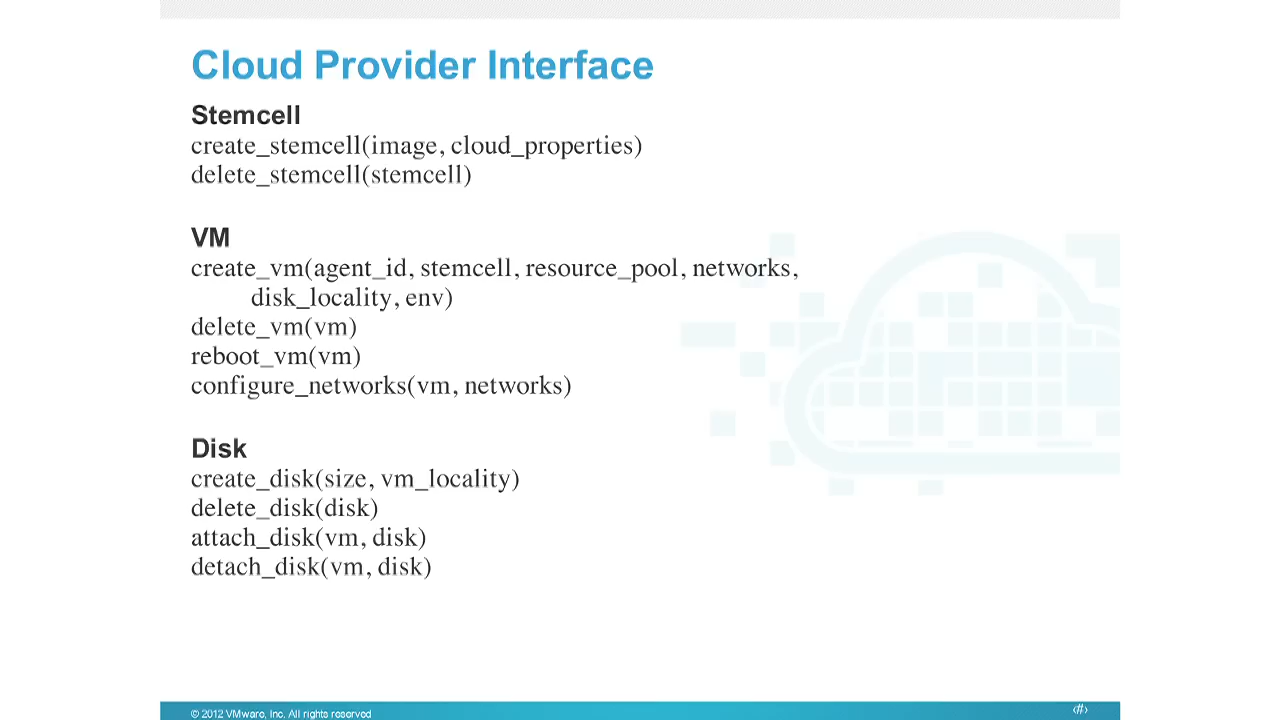 Cloud Provider Interface
Stemcell
create_stemcell(image, cloud_properties)
delete_stemcell(stemcell)
VM
create_vm(agent_id, stemcell, resource_pool, networks,
disk_locality, env)
delete_vm(vm)
reboot_vm(vm)
configure_networks(vm, networks)
Disk
create_disk(size, vm_locality)
delete_disk(disk)
attach_disk(vm, disk)
detach_disk(vm, disk)
© 2012 VMware, Inc. All rights reserved
‹#›